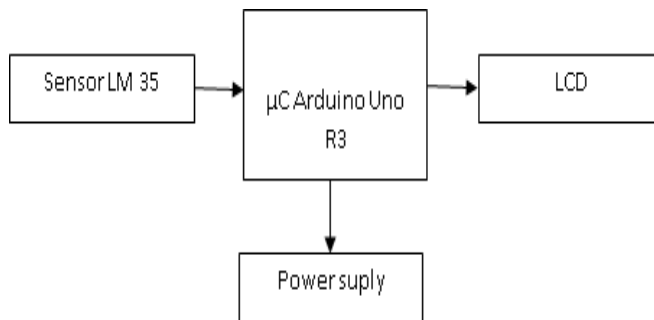 Sensor LM 35
µC Arduino Uno
R3
LCD
Power suply